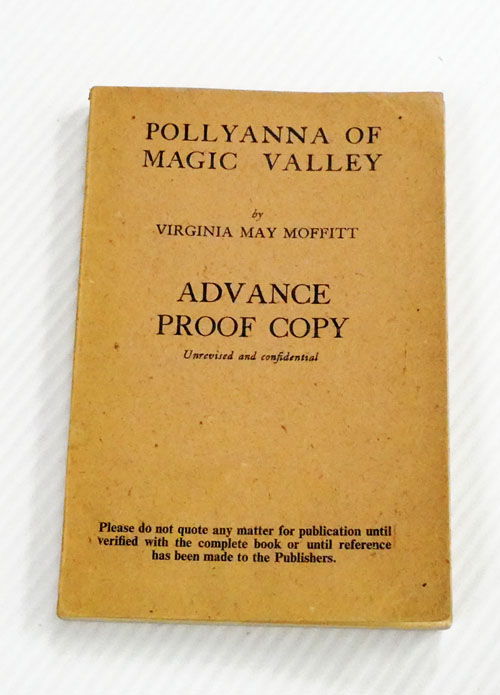 POLLYANNA OF
MAGIC VALLEY
by
VIRGINIA MAY MOFFITT
ADVANCE
PROOF COPY
Unrevised and confidential
Please do not quote any matter for publication until
verified with the complete book or until reference
has been made to the Publishers.